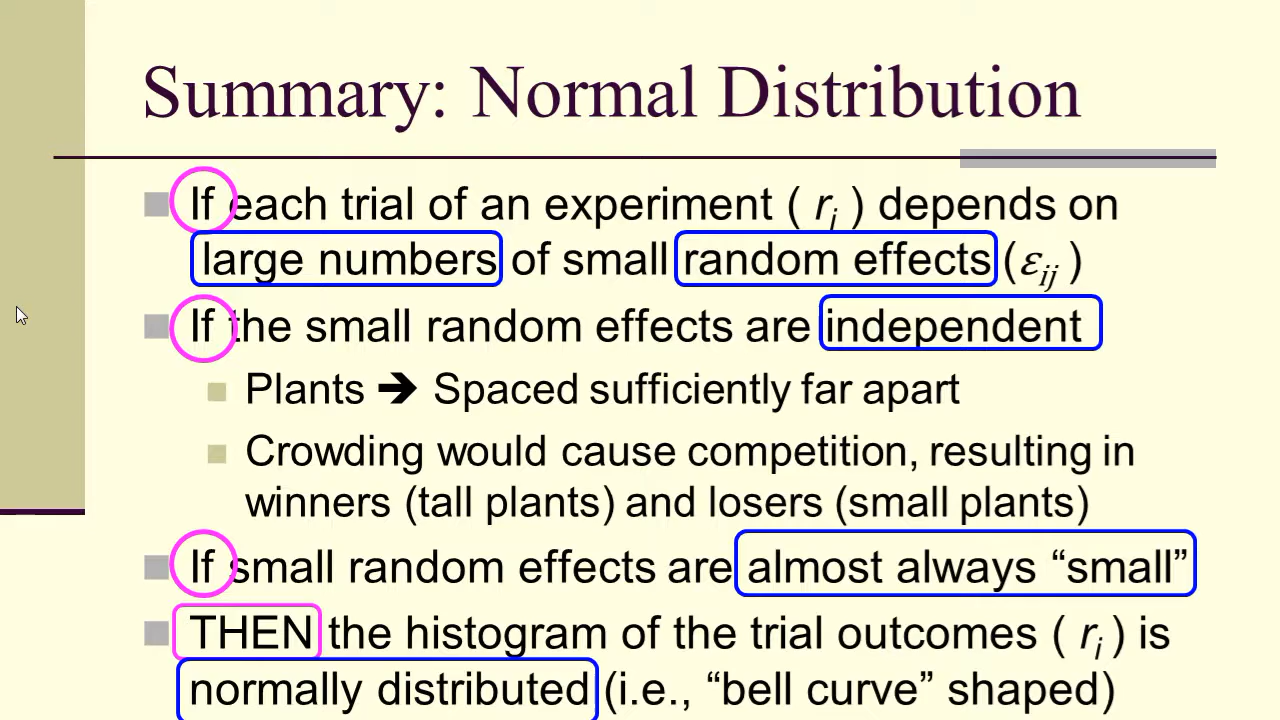 Summary: Normal Distribution
If each trial of an experiment ( rᵢ ) depends on
large numbers of small random effects (εᵢⱼ )
If the small random effects are independent
Plants ➔ Spaced sufficiently far apart
Crowding would cause competition, resulting in
winners (tall plants) and losers (small plants)
If small random effects are almost always “small”
THEN the histogram of the trial outcomes ( rᵢ ) is
normally distributed (i.e., “bell curve” shaped)